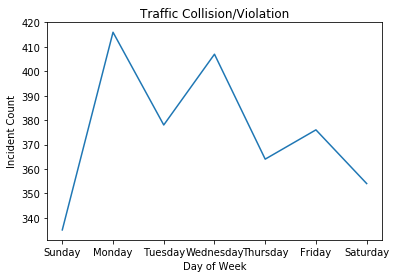 Traffic Collision/Violation
420
410
400
390
380
370
360
350
340
Incident Count
Sunday Monday Tuesday Wednesday Thursday Friday Saturday
Day of Week